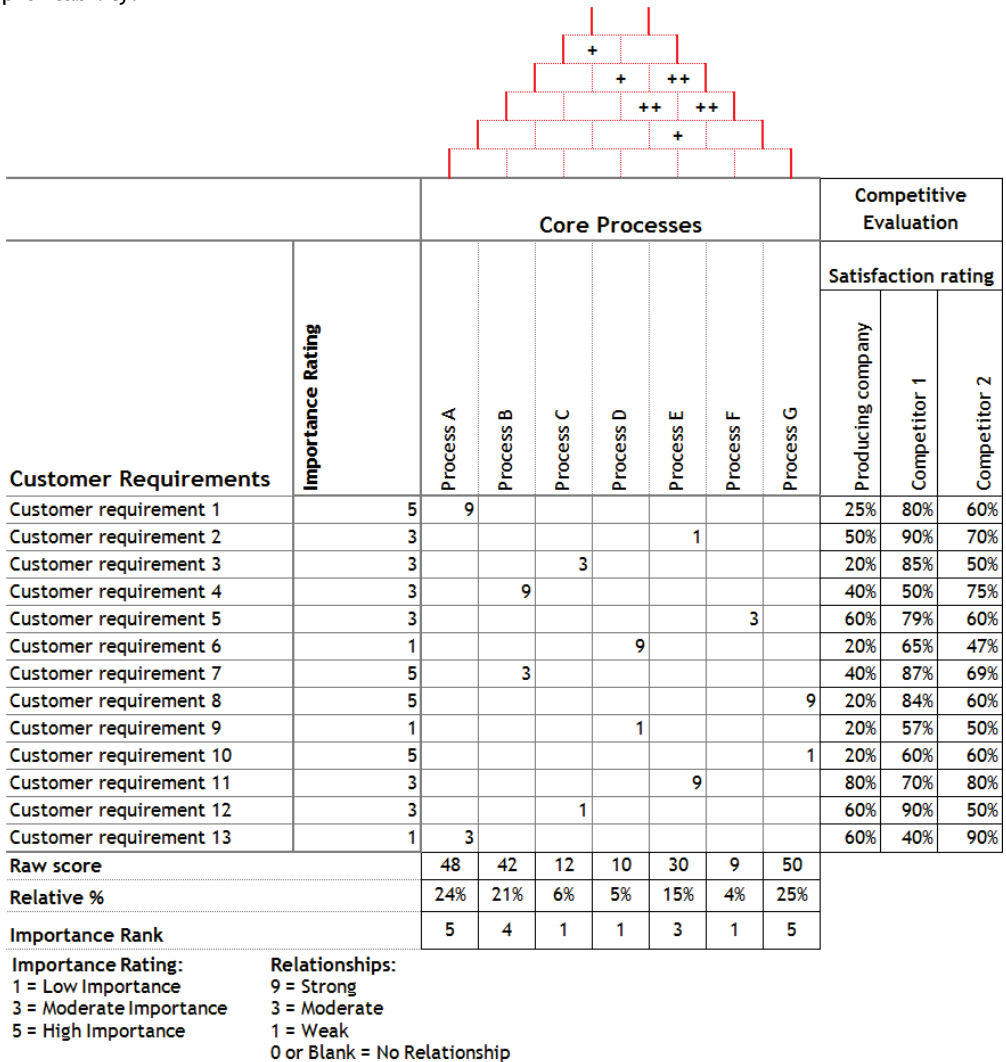 +
+ ++
++ ++
+
Core Processes
Competitive Evaluation
Satisfaction rating
Customer Requirements
Importance Rating
Process A
Process B
Process C
Process D
Process E
Process F
Process G
Producing company
Competitor 1
Competitor 2
Customer requirement 1 5 9 25% 80% 60%
Customer requirement 2 3 1 50% 90% 70%
Customer requirement 3 3 3 20% 85% 50%
Customer requirement 4 3 9 40% 50% 75%
Customer requirement 5 3 3 60% 79% 60%
Customer requirement 6 1 9 20% 65% 47%
Customer requirement 7 5 3 40% 87% 69%
Customer requirement 8 5 9 20% 84% 60%
Customer requirement 9 1 1 20% 57% 50%
Customer requirement 10 5 1 20% 60% 60%
Customer requirement 11 3 9 80% 70% 80%
Customer requirement 12 3 1 60% 90% 50%
Customer requirement 13 1 3 60% 40% 90%
Raw score 48 42 12 10 30 9 50
Relative % 24% 21% 6% 5% 15% 4% 25%
Importance Rank 5 4 1 1 3 1 5
Importance Rating:
1 = Low Importance
3 = Moderate Importance
5 = High Importance
Relationships:
9 = Strong
3 = Moderate
1 = Weak
0 or Blank = No Relationship